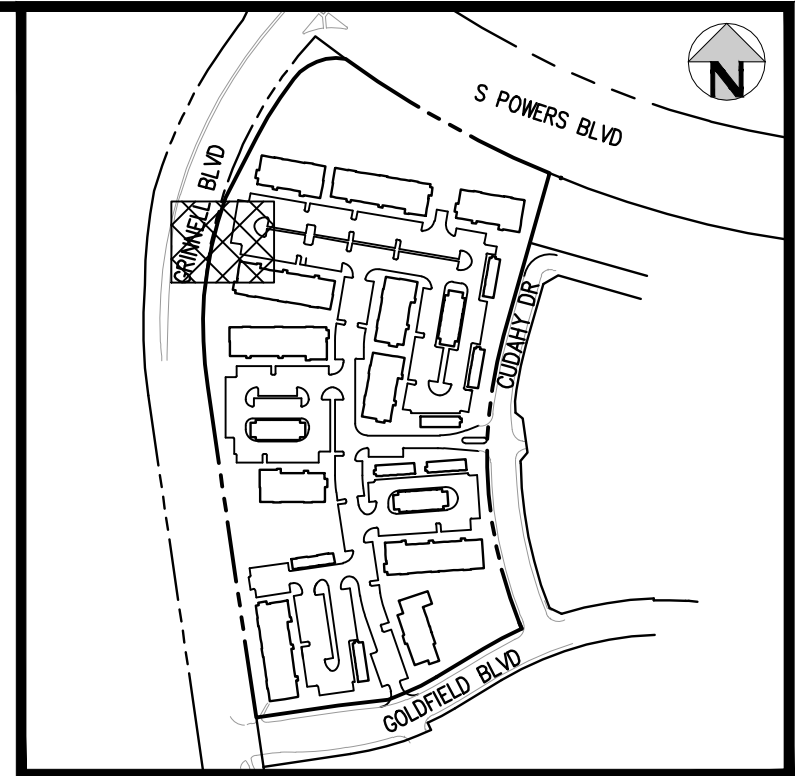 N
S POWERS BLVD
GRINNELL BLVD
CUDAHY DR
GOLDFIELD BLVD